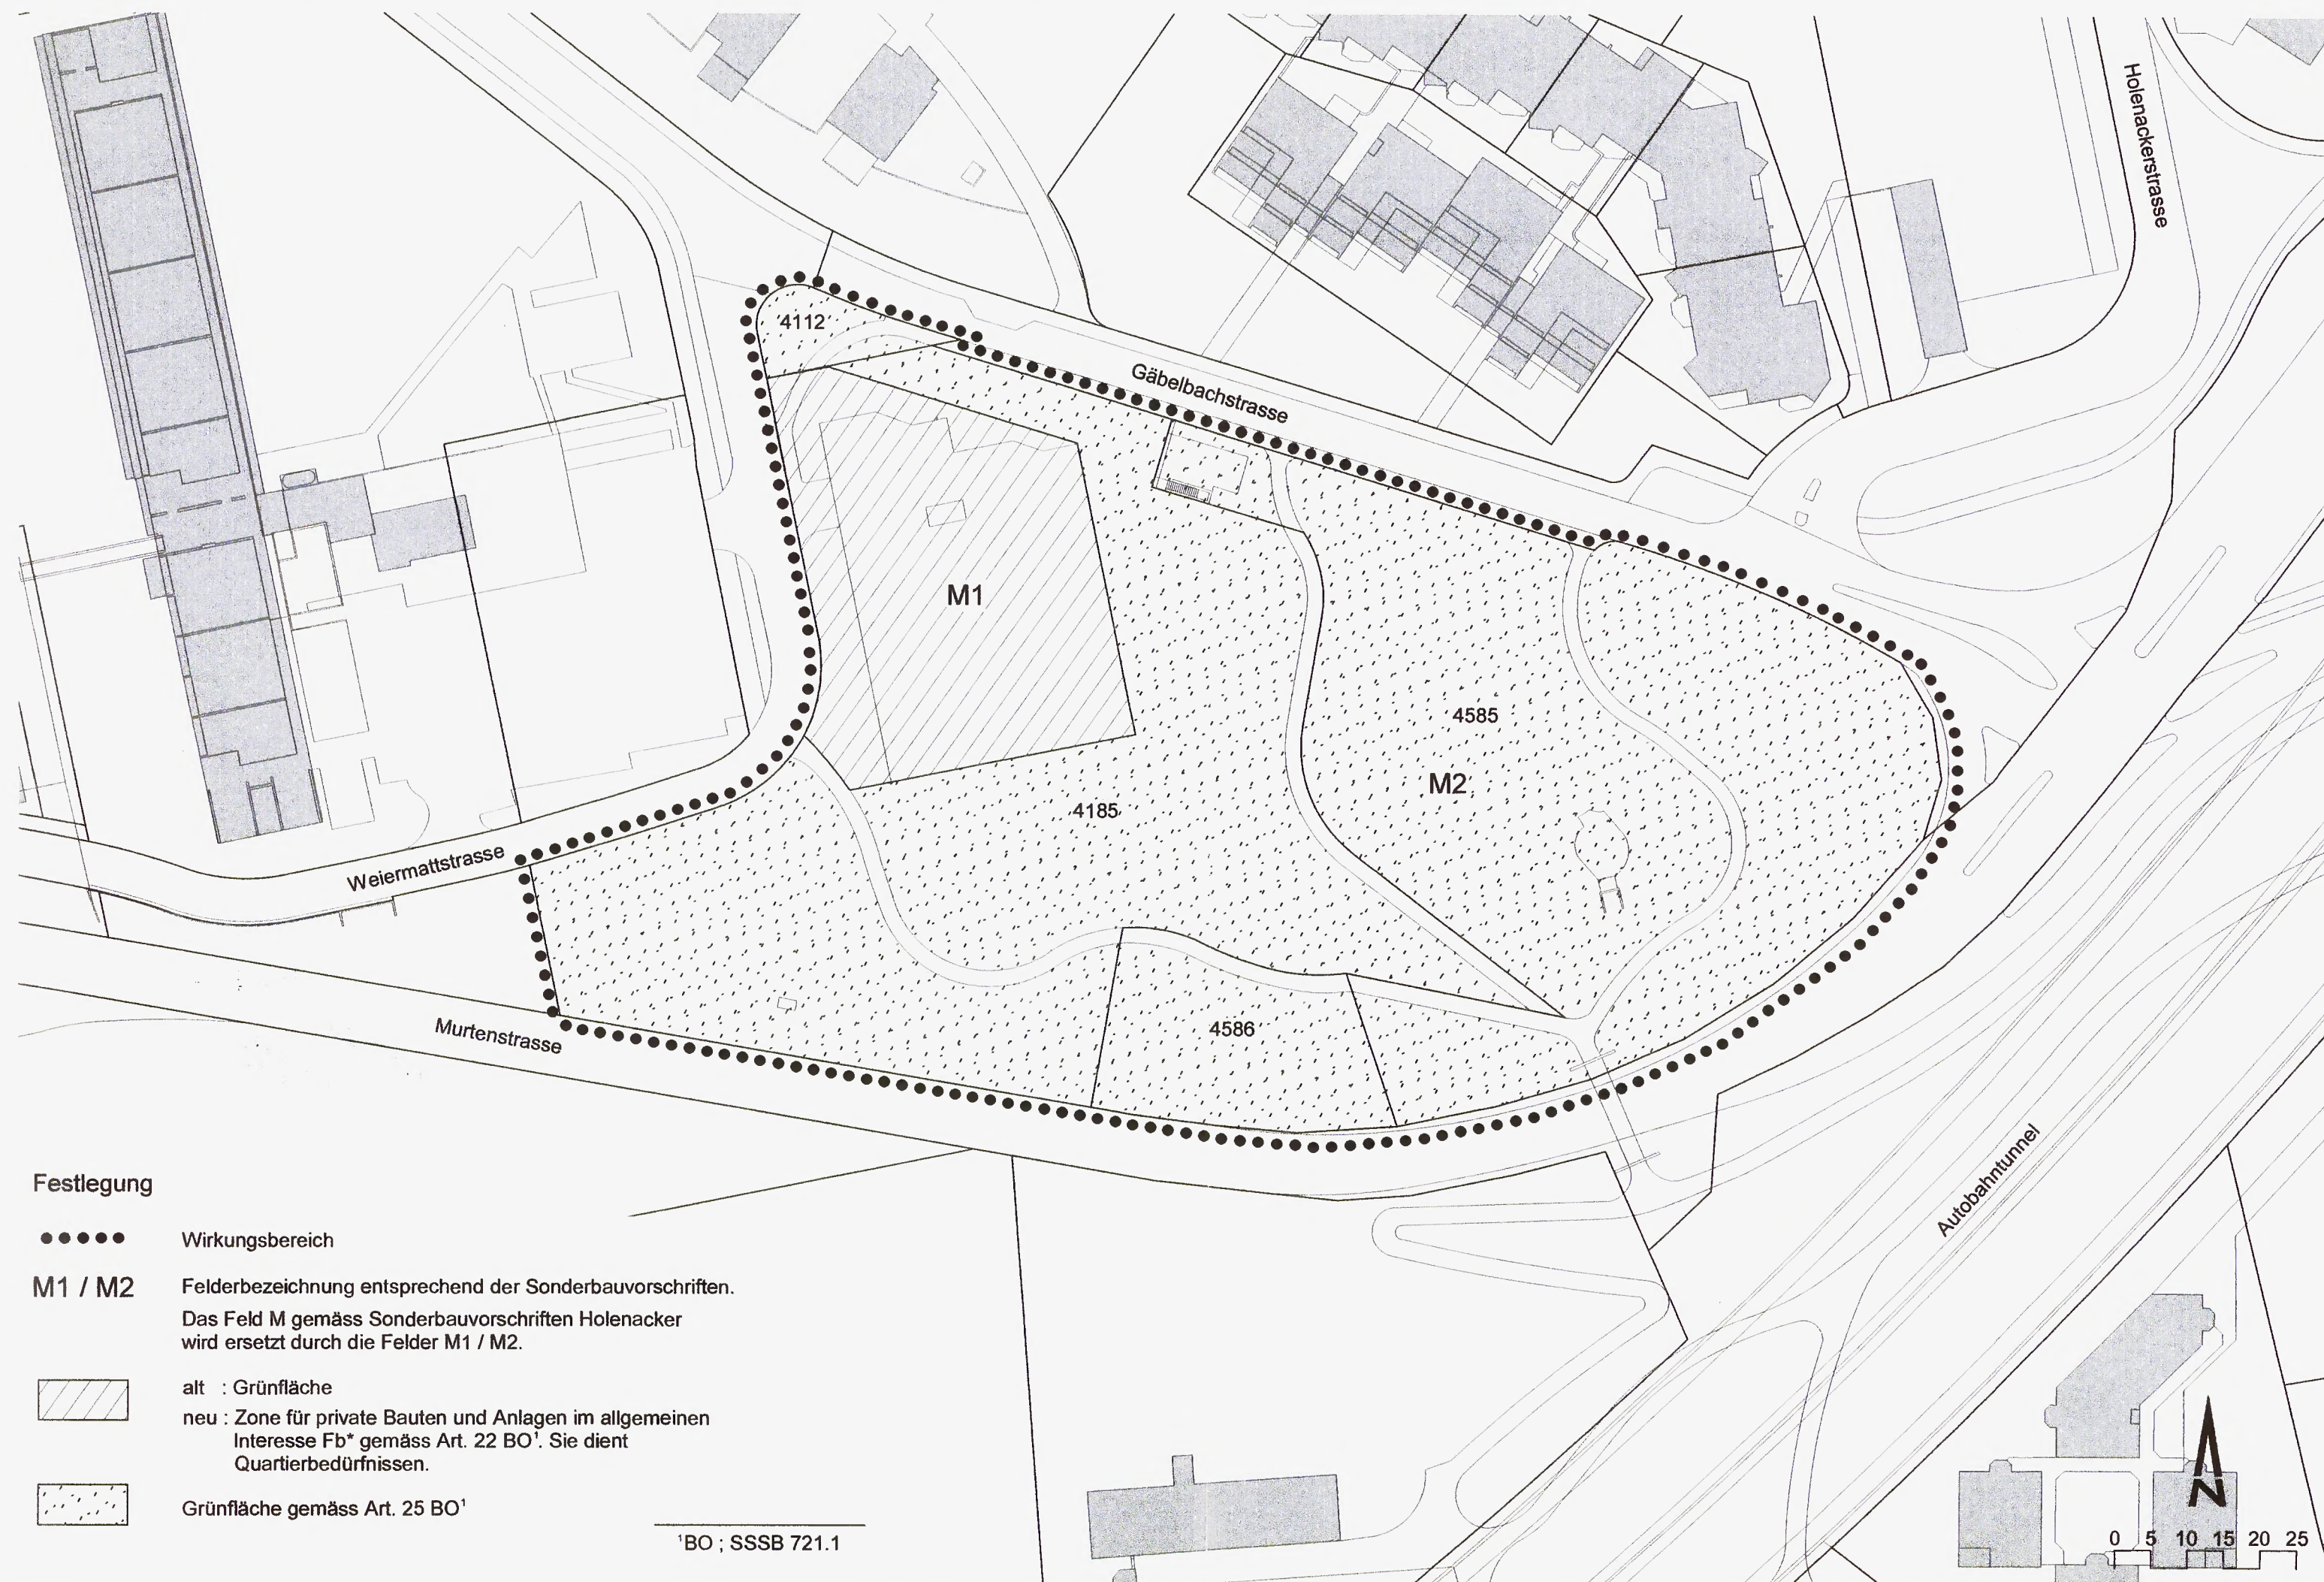 Holenackerstrasse
4112
Gäbelbachstrasse
M1
4585
M2
4185
Weiermattstrasse
4586
Murtenstrasse
Autobahntunnel
Festlegung
Wirkungsbereich
M1 / M2 Felderbezeichnung entsprechend der Sonderbauvorschriften.
Das Feld M gemäss Sonderbauvorschriften Holenacker
wird ersetzt durch die Felder M1 / M2.
alt : Grünfläche
neu : Zone für private Bauten und Anlagen im allgemeinen
Interesse Fb* gemäss Art. 22 BO¹. Sie dient
Quartierbedürfnissen.
Grünfläche gemäss Art. 25 BO¹
¹BO ; SSSB 721.1
N
0 5 10 15 20 25